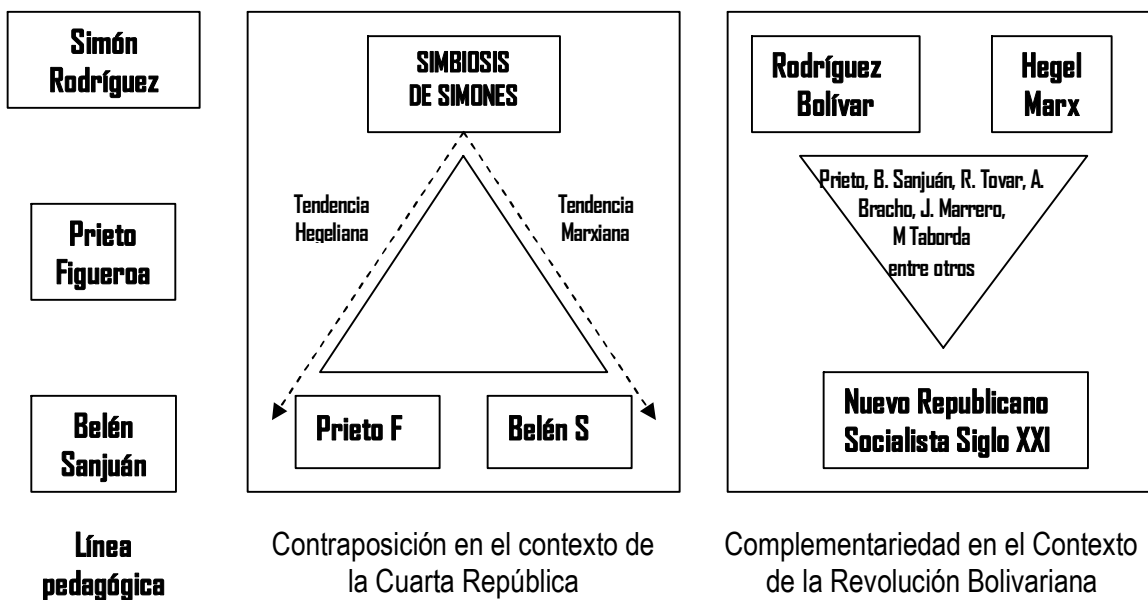 Simón
Rodríguez
Prieto
Figueroa
Belén
Sanjuán
Línea
pedagógica
SIMBIOSIS
DE SIMONES
Tendencia
Hegeliana
Tendencia
Marxiana
Prieto F
Belén S
Contraposición en el contexto de
la Cuarta República
Rodríguez
Bolívar
Hegel
Marx
Prieto, B. Sanjuán, R. Tovar, A.
Bracho, J. Marrero,
M Taborda
entre otros
Nuevo Republicano
Socialista Siglo XXI
Complementariedad en el Contexto
de la Revolución Bolivariana